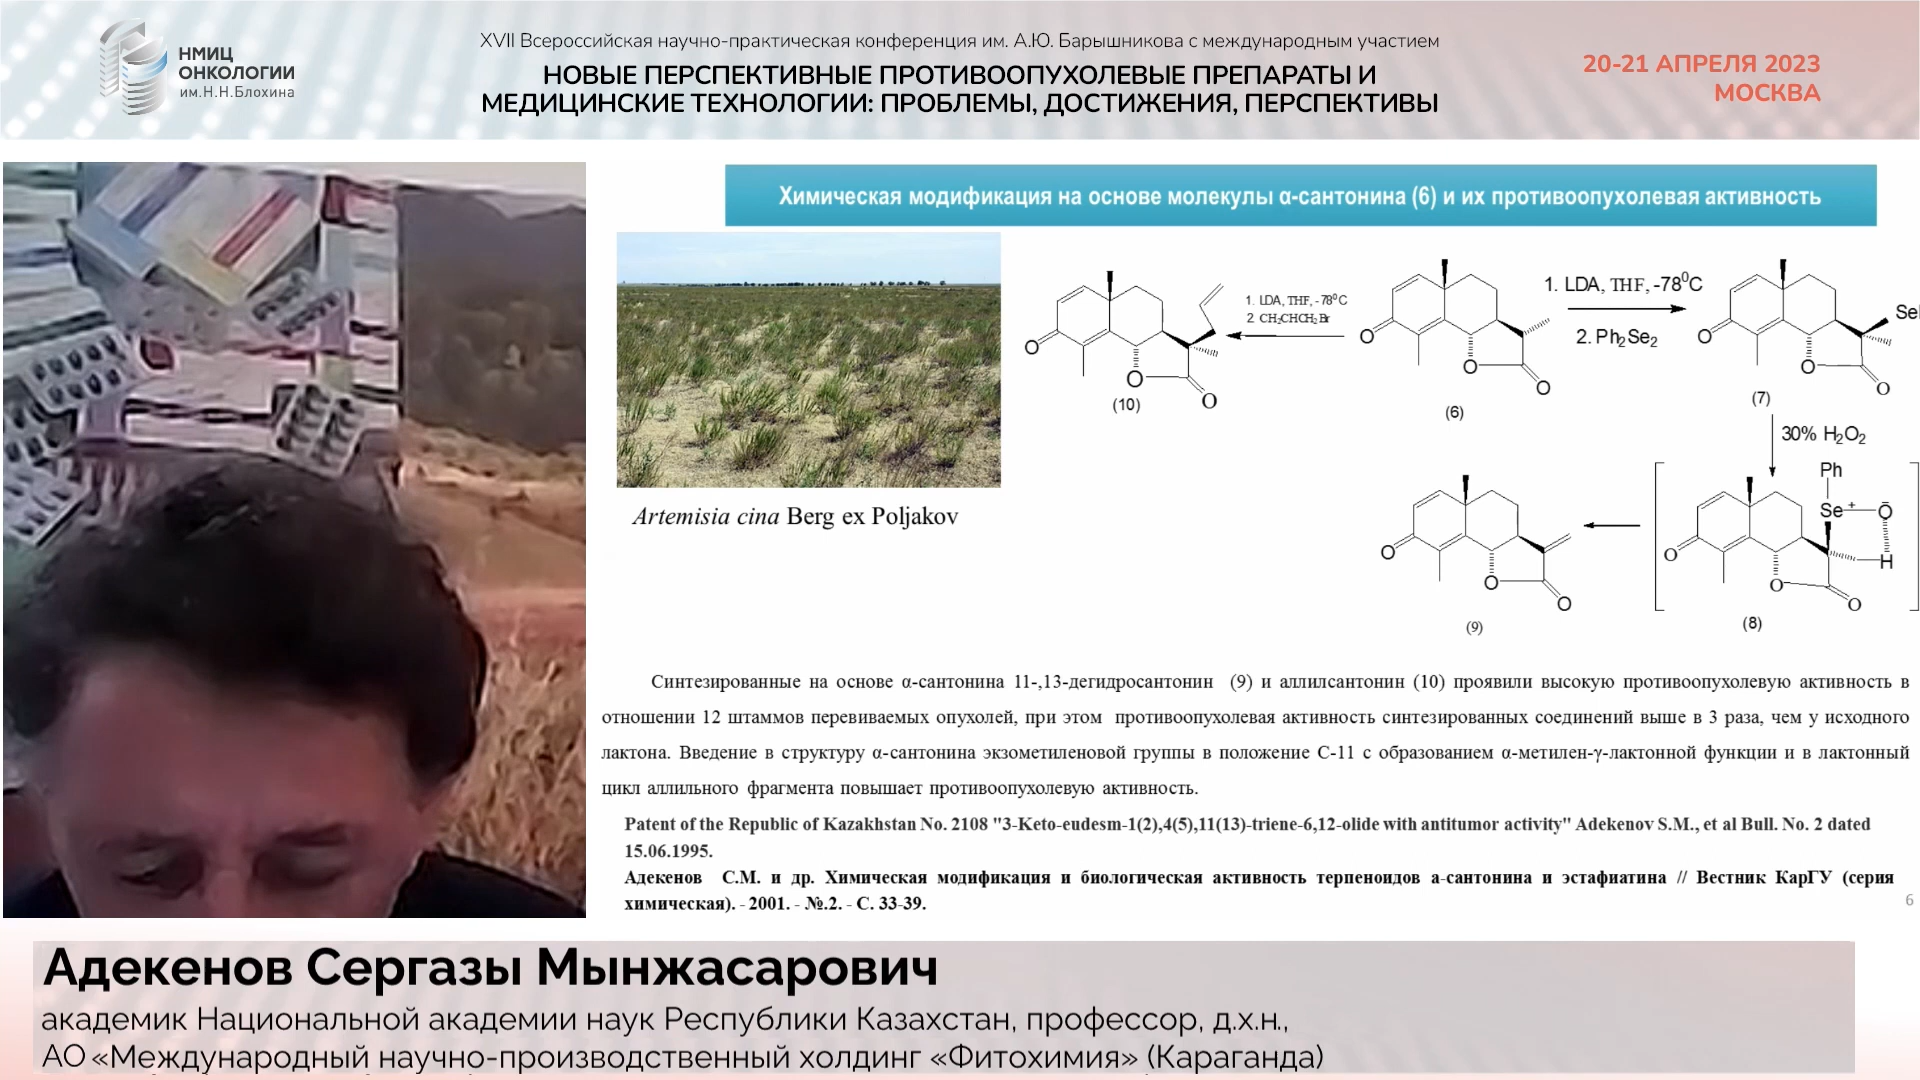 НМИЦ
ОНКОЛОГИИ
им.Н.Н.Блохина
XVII Всероссийская научно-практическая конференция им. А.Ю. Барышникова с международным участием
НОВЫЕ ПЕРСПЕКТИВНЫЕ ПРОТИВООПУХОЛЕВЫЕ ПРЕПАРАТЫ И
МЕДИЦИНСКИЕ ТЕХНОЛОГИИ: ПРОБЛЕМЫ, ДОСТИЖЕНИЯ, ПЕРСПЕКТИВЫ
20-21 АПРЕЛЯ 2023
МОСКВА
Химическая модификация на основе молекулы α-сантонина (6) и их противоопухолевая активность
Artemisia cina Berg ex Poljakov
O
O
O
(10)
1. LDA, THF, -78⁰C
2. CH₂CHCH₂Br
O
O
O
(6)
1. LDA, THF, -78⁰C
2. Ph₂Se₂
O
O
O
(7)
30% H₂O₂
O
O
O
(9)
Ph
Se⁺
Ō
H
O
O
O
(8)
Синтезированные на основе α-сантонина 11-,13-дегидросантонин (9) и аллилсантонин (10) проявили высокую противоопухолевую активность в
отношении 12 штаммов перевиваемых опухолей, при этом противоопухолевая активность синтезированных соединений выше в 3 раза, чем у исходного
лактона. Введение в структуру α-сантонина экзометиленовой группы в положение С-11 с образованием α-метилен-γ-лактонной функции и в лактонный
цикл аллильного фрагмента повышает противоопухолевую активность.
Patent of the Republic of Kazakhstan No. 2108 "3-Keto-eudesm-1(2),4(5),11(13)-triene-6,12-olide with antitumor activity" Adekenov S.M., et al Bull. No. 2 dated
15.06.1995.
Адекенов С.М. и др. Химическая модификация и биологическая активность терпеноидов a-сантонина и эстафиатина // Вестник КарГУ (серия
химическая). - 2001. - №.2. - С. 33-39.
6
Адекенов Сергазы Мынжасарович
академик Национальной академии наук Республики Казахстан, профессор, д.х.н.,
АО «Международный научно-производственный холдинг «Фитохимия» (Караганда)